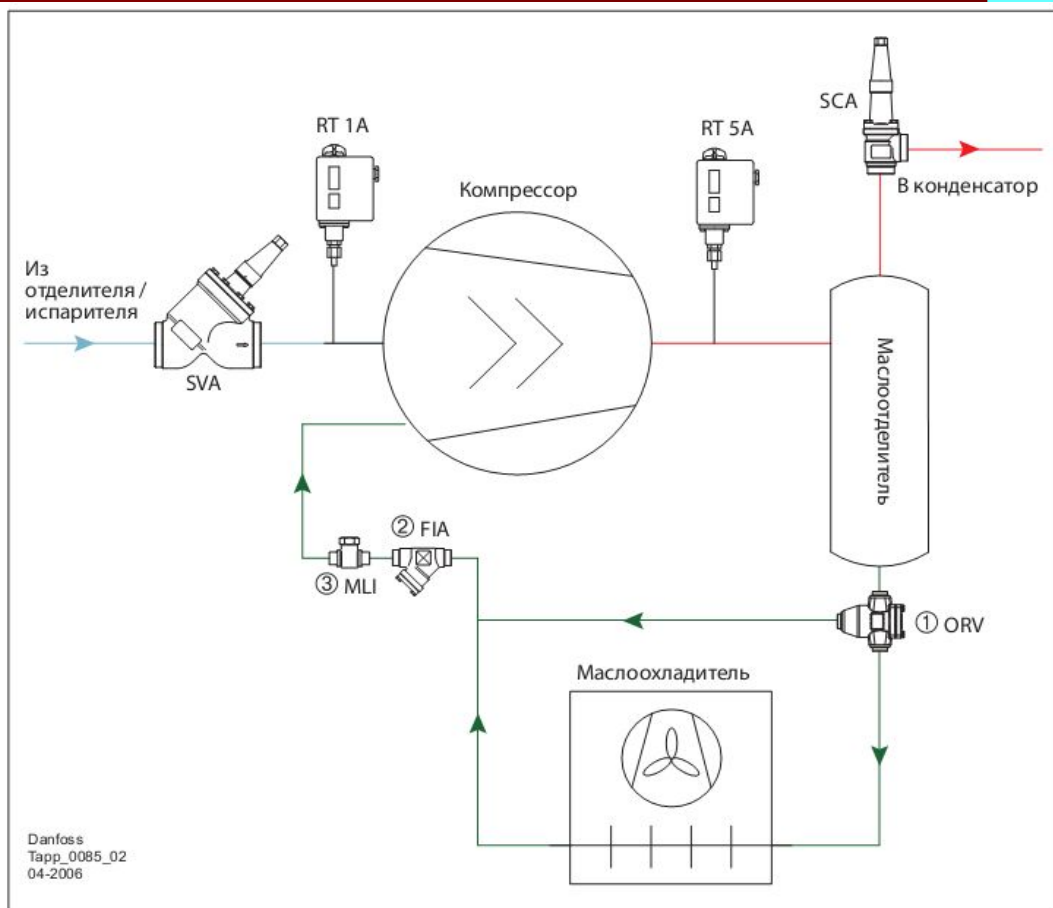 SCA
RT 1A
RT 5A
В конденсатор
Компрессор
Из
отделителя /
испарителя
SVA
Маслоотделитель
② FIA
③ MLI
① ORV
Маслоохладитель
Danfoss
Tapp_0085_02
04-2006